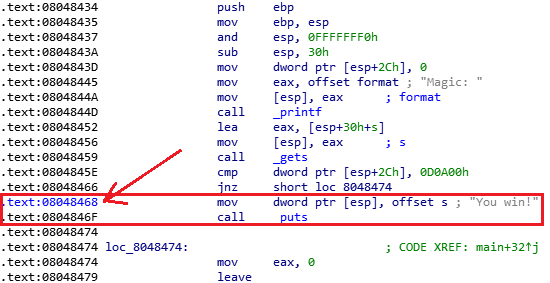 .text:08048434 push ebp
.text:08048435 mov ebp, esp
.text:08048437 and esp, 0FFFFFFF0h
.text:0804843A sub esp, 30h
.text:0804843D mov dword ptr [esp+2Ch], 0
.text:08048445 mov eax, offset format ; "Magic: "
.text:0804844A mov [esp], eax ; format
.text:0804844D call _printf
.text:08048452 lea eax, [esp+30h+s]
.text:08048456 mov [esp], eax ; s
.text:08048459 call _gets
.text:0804845E cmp dword ptr [esp+2Ch], 0D0A00h
.text:08048466 jnz short loc_8048474
.text:08048468 mov dword ptr [esp], offset s ; "You win!"
.text:0804846F call _puts
.text:08048474
.text:08048474 loc_8048474: ; CODE XREF: main+32↑j
.text:08048474 mov eax, 0
.text:08048479 leave